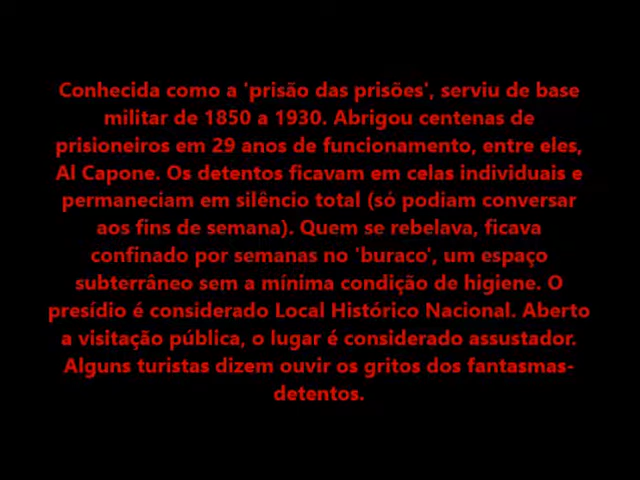 Conhecida como a 'prisão das prisões', serviu de base
militar de 1850 a 1930. Abrigou centenas de
prisioneiros em 29 anos de funcionamento, entre eles,
Al Capone. Os detentos ficavam em celas individuais e
permaneciam em silêncio total (só podiam conversar
aos fins de semana). Quem se rebelava, ficava
confinado por semanas no 'buraco', um espaço
subterrâneo sem a mínima condição de higiene. O
presídio é considerado Local Histórico Nacional. Aberto
a visitação pública, o lugar é considerado assustador.
Alguns turistas dizem ouvir os gritos dos fantasmas-
detentos.